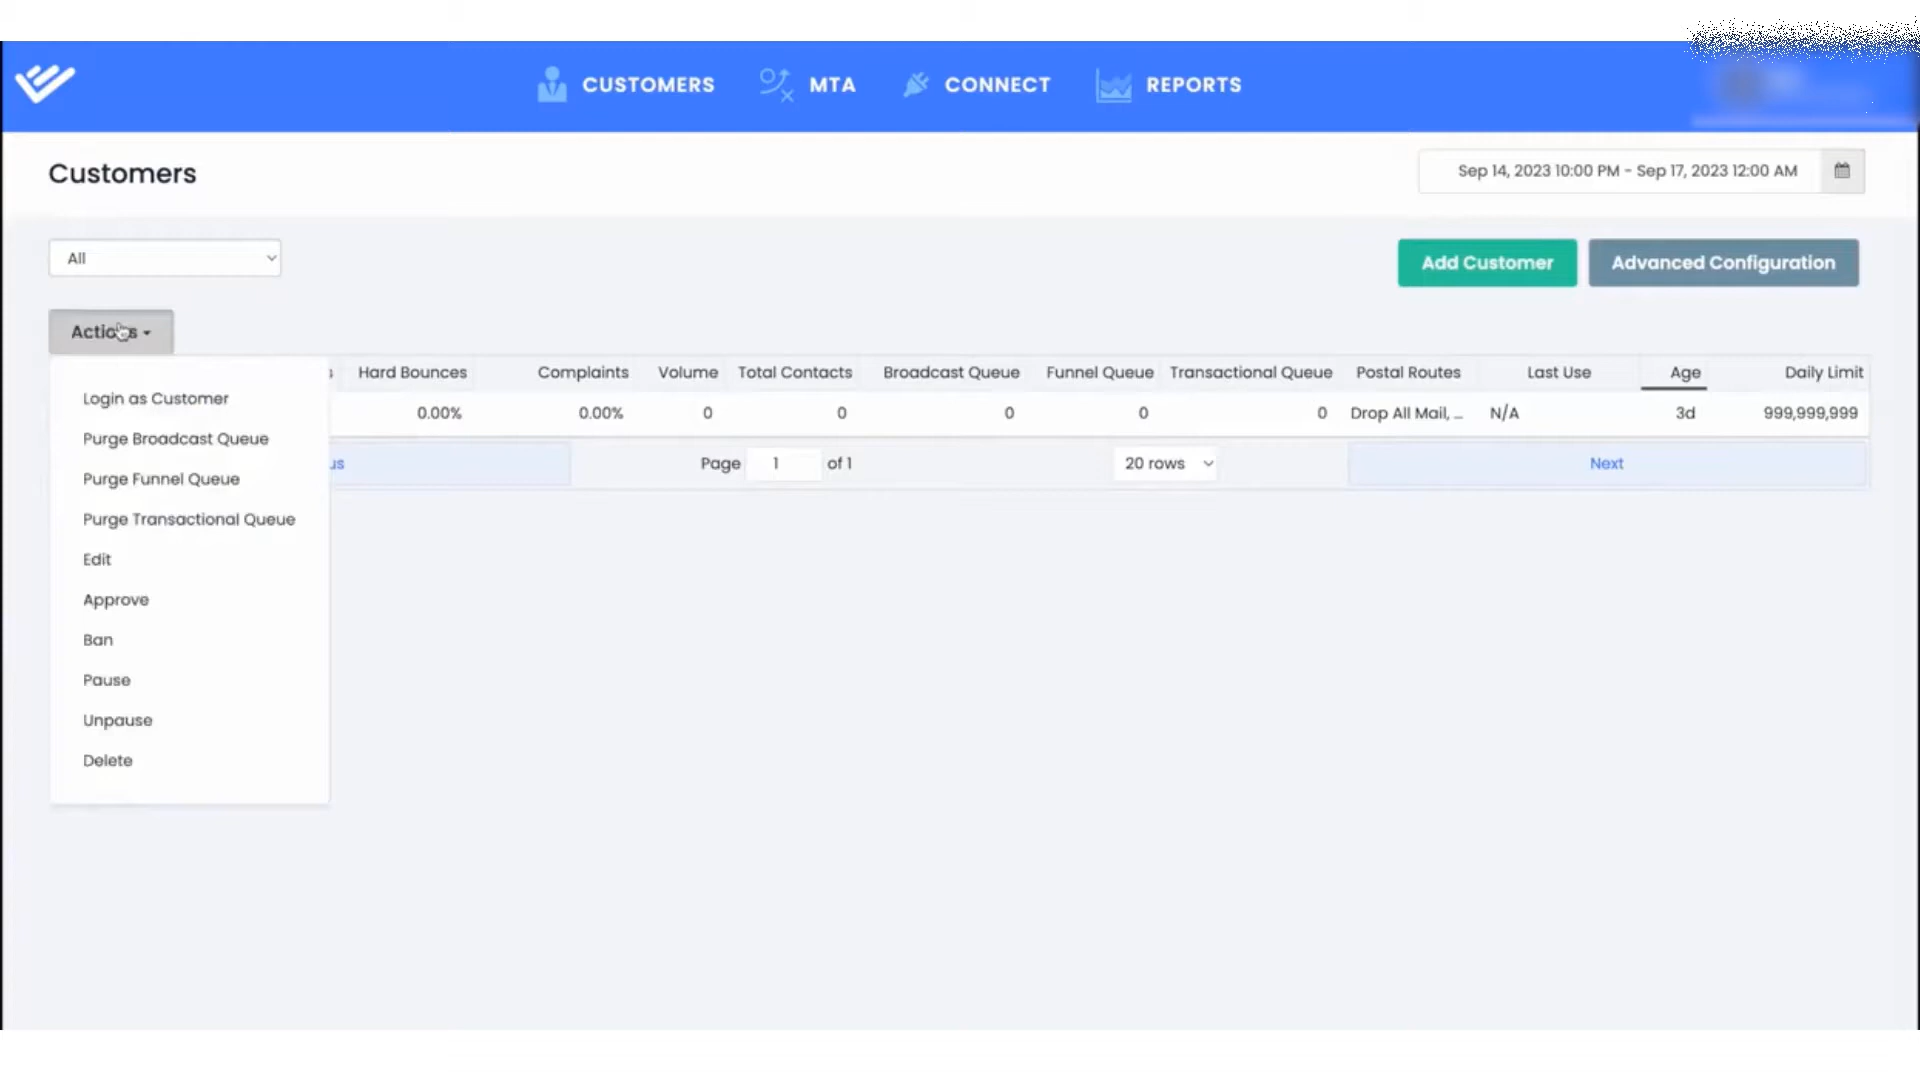 CUSTOMERS MTA CONNECT REPORTS
Customers
Sep 14, 2023 10:00 PM - Sep 17, 2023 12:00 AM
All
Add Customer Advanced Configuration
Actions
s Hard Bounces Complaints Volume Total Contacts Broadcast Queue Funnel Queue Transactional Queue Postal Routes Last Use Age Daily Limit
0.00% 0.00% 0 0 0 0 0 Drop All Mail, ... N/A 3d 999,999,999
us Page 1 of 1 20 rows Next
Login as Customer
Purge Broadcast Queue
Purge Funnel Queue
Purge Transactional Queue
Edit
Approve
Ban
Pause
Unpause
Delete